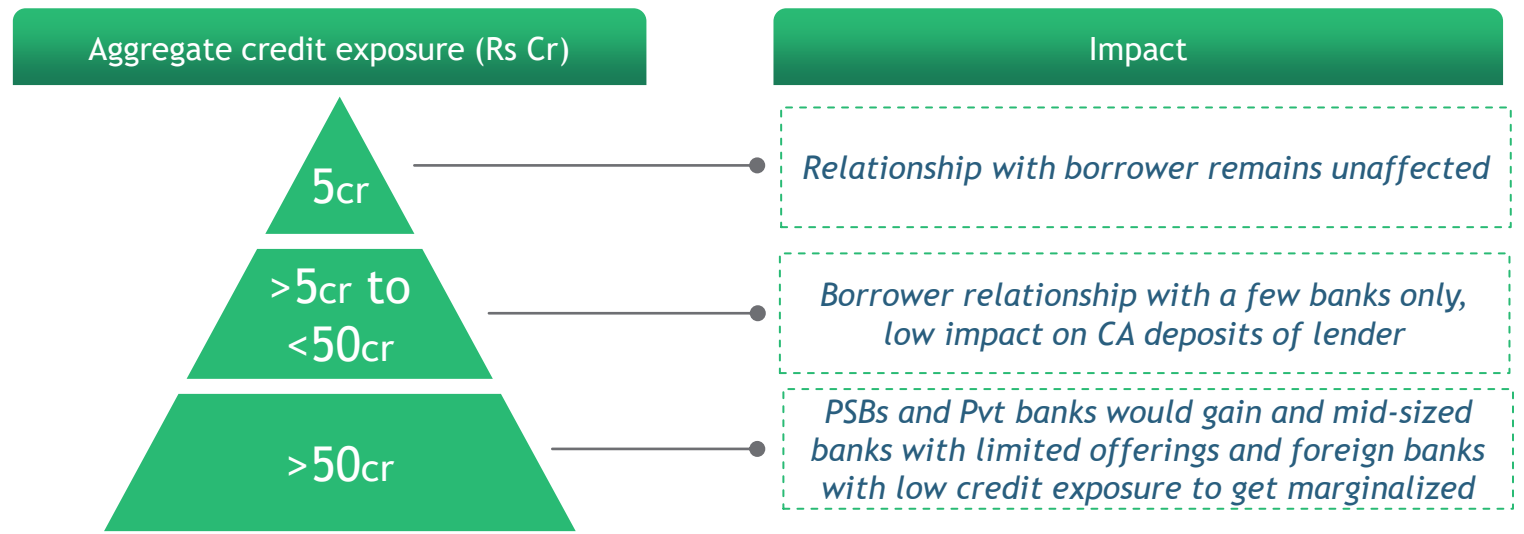 Aggregate credit exposure (Rs Cr)
Impact
5cr
Relationship with borrower remains unaffected
>5cr to
<50cr
Borrower relationship with a few banks only,
low impact on CA deposits of lender
>50cr
PSBs and Pvt banks would gain and mid-sized
banks with limited offerings and foreign banks
with low credit exposure to get marginalized